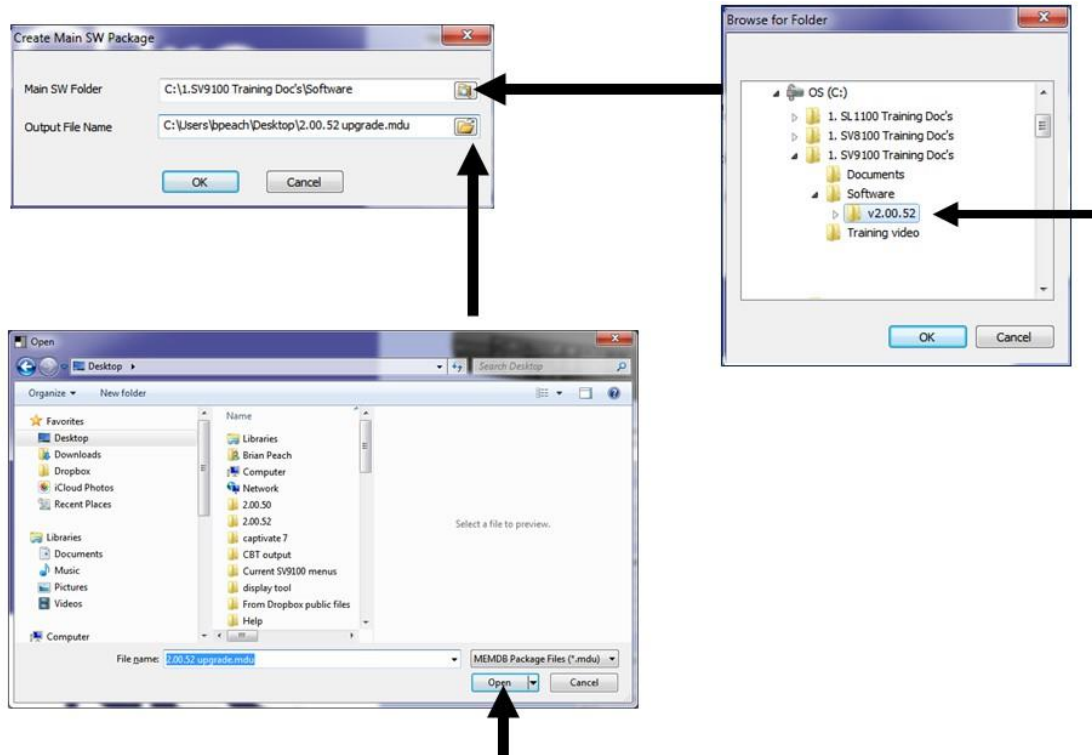 Create Main SW Package
Main SW Folder
C:\1.SV9100 Training Doc's\Software
Output File Name
C:\Users\bpeach\Desktop\2.00.52 upgrade.mdu
OK
Cancel
Browse for Folder
OS (C:)
1. SL1100 Training Doc's
1. SV8100 Training Doc's
1. SV9100 Training Doc's
Documents
Software
v2.00.52
Training video
OK
Cancel
Open
Desktop
Search Desktop
Organize
New folder
Favorites
Desktop
Downloads
Dropbox
iCloud Photos
Recent Places
Libraries
Documents
Music
Pictures
Videos
Computer
Name
Libraries
Brian Peach
Computer
Network
2.00.50
2.00.52
captivate 7
CBT output
Current SV9100 menus
display tool
From Dropbox public files
Help
Select a file to preview.
File name:
2.00.52 upgrade.mdu
MEMDB Package Files (*.mdu)
Open
Cancel